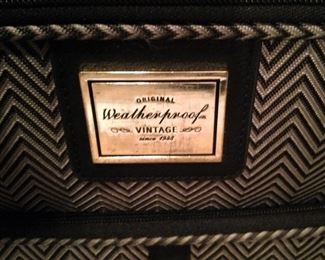 ORIGINAL
Weatherproof
VINTAGE
since 1948